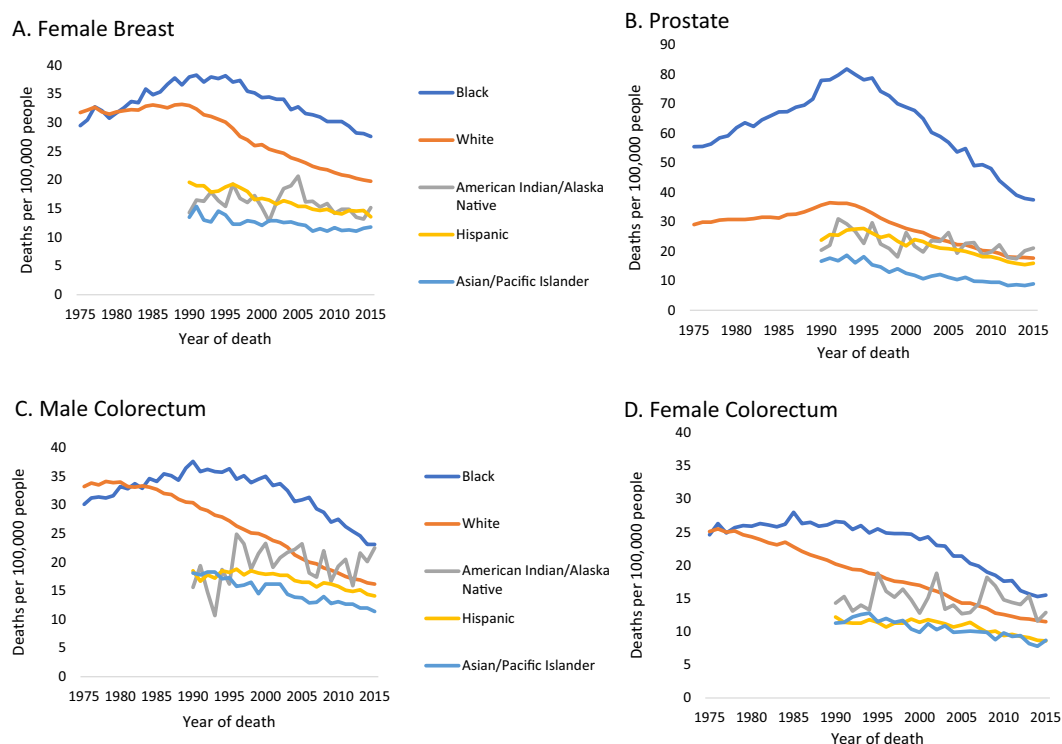 A. Female Breast
Deaths per 100,000 people
40
35
30
25
20
15
10
5
0
1975 1980 1985 1990 1995 2000 2005 2010 2015
Year of death
Black
White
American Indian/Alaska
Native
Hispanic
Asian/Pacific Islander
B. Prostate
Deaths per 100,000 people
90
80
70
60
50
40
30
20
10
0
1975 1980 1985 1990 1995 2000 2005 2010 2015
Year of death
C. Male Colorectum
Deaths per 100,000 people
40
35
30
25
20
15
10
5
0
1975 1980 1985 1990 1995 2000 2005 2010 2015
Year of death
Black
White
American Indian/Alaska
Native
Hispanic
Asian/Pacific Islander
D. Female Colorectum
Deaths per 100,000 people
40
35
30
25
20
15
10
5
0
1975 1980 1985 1990 1995 2000 2005 2010 2015
Year of death